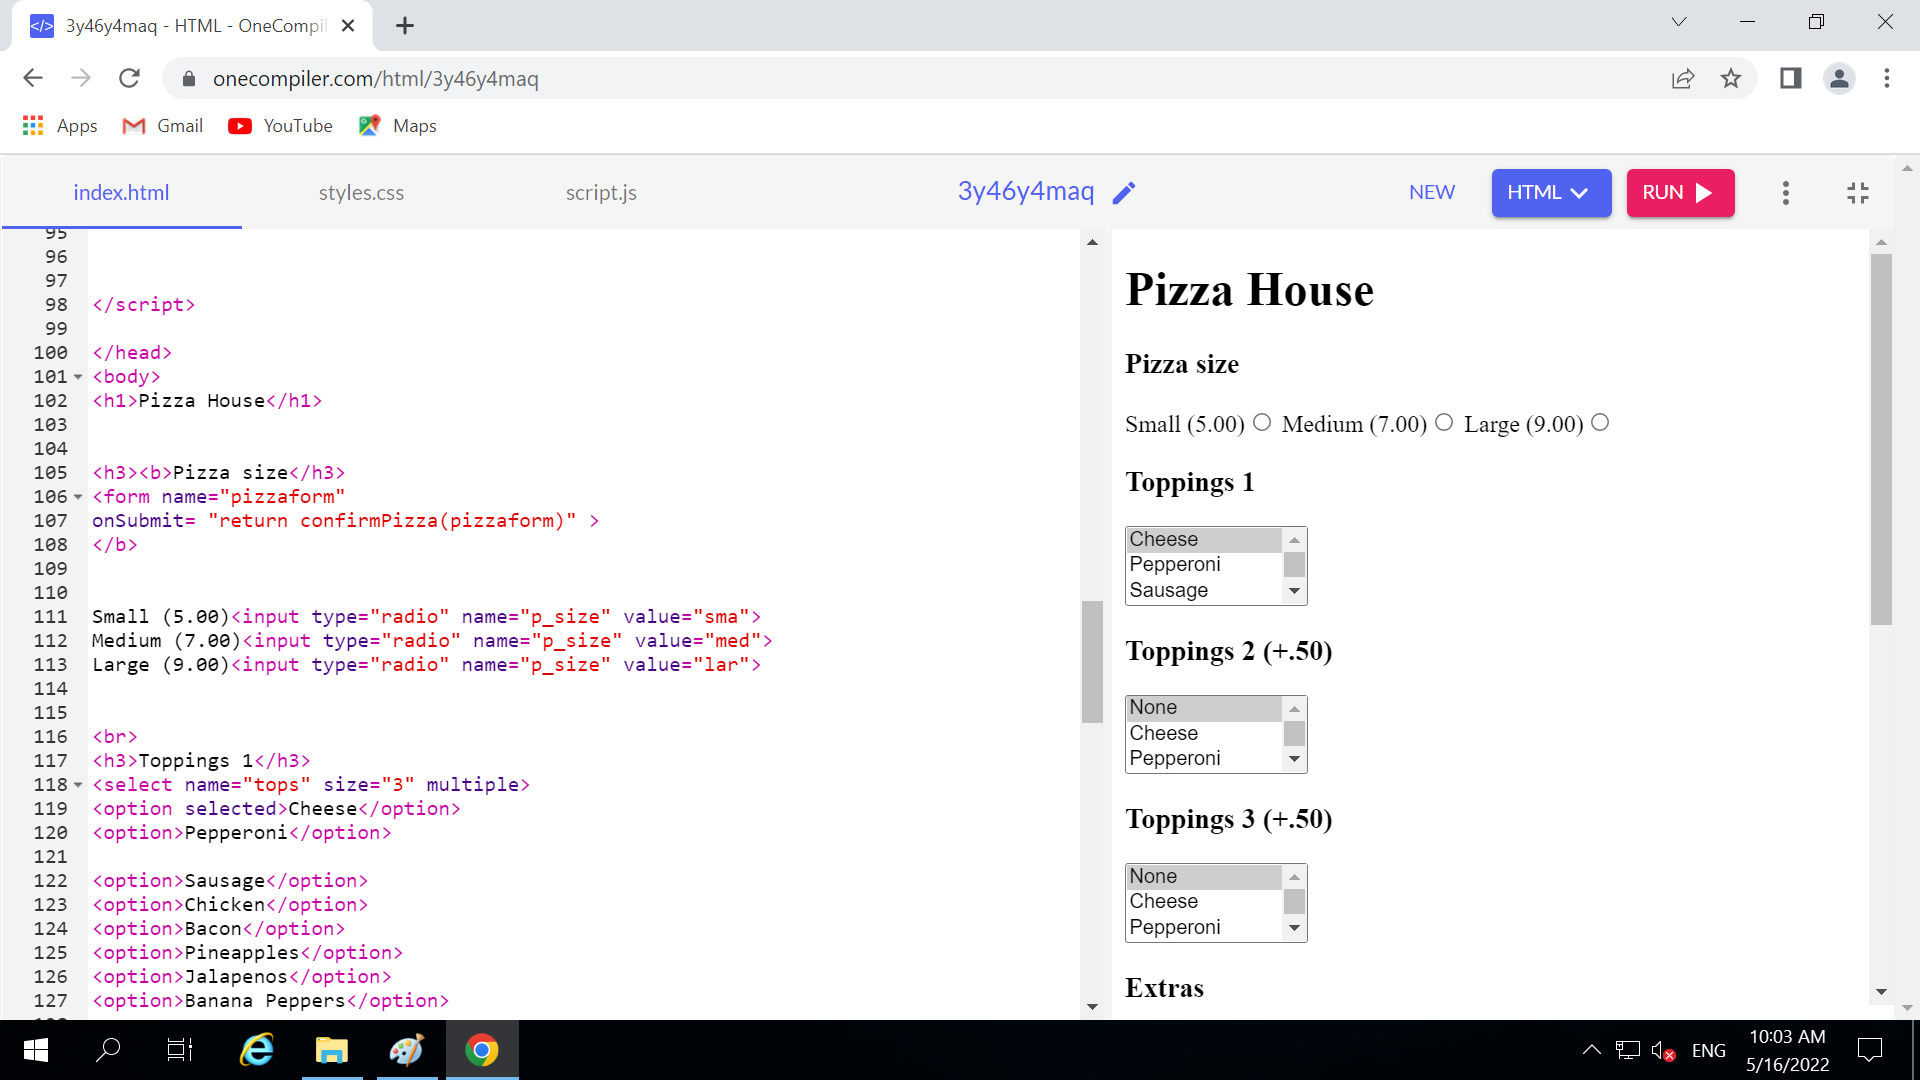 3y46y4maq - HTML - OneCompil
onecompiler.com/html/3y46y4maq
Apps
Gmail
YouTube
Maps
index.html
styles.css
script.js
3y46y4maq
NEW
HTML
RUN
95
96
97
98 </script>
99
100 </head>
101 <body>
102 <h1>Pizza House</h1>
103
104
105 <h3><b>Pizza size</h3>
106 <form name="pizzaform"
107 onSubmit= "return confirmPizza(pizzaform)" >
108 </b>
109
110
111 Small (5.00)<input type="radio" name="p_size" value="sma">
112 Medium (7.00)<input type="radio" name="p_size" value="med">
113 Large (9.00)<input type="radio" name="p_size" value="lar">
114
115
116 <br>
117 <h3>Toppings 1</h3>
118 <select name="tops" size="3" multiple>
119 <option selected>Cheese</option>
120 <option>Pepperoni</option>
121
122 <option>Sausage</option>
123 <option>Chicken</option>
124 <option>Bacon</option>
125 <option>Pineapples</option>
126 <option>Jalapenos</option>
127 <option>Banana Peppers</option>
Pizza House
Pizza size
Small (5.00) Medium (7.00) Large (9.00)
Toppings 1
Cheese
Pepperoni
Sausage
Toppings 2 (+.50)
None
Cheese
Pepperoni
Toppings 3 (+.50)
None
Cheese
Pepperoni
Extras
ENG
10:03 AM
5/16/2022